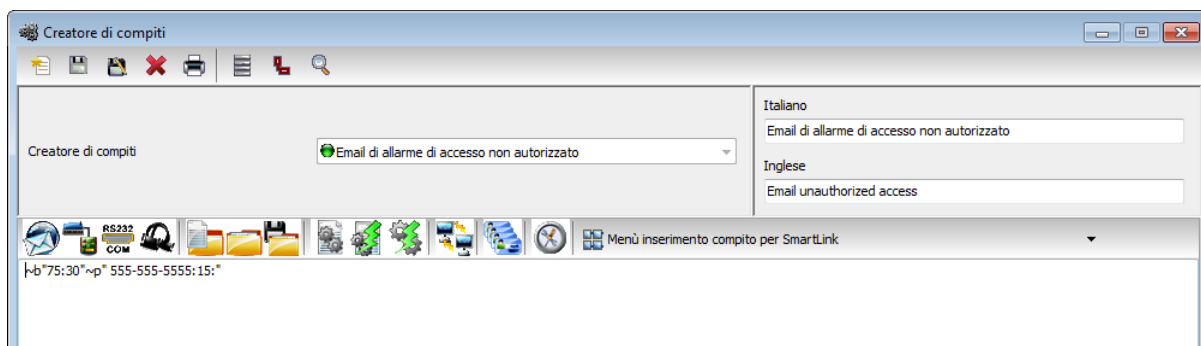 Creatore di compiti
Italiano
Email di allarme di accesso non autorizzato
Creatore di compiti
Email di allarme di accesso non autorizzato
Inglese
Email unauthorized access
RS232
COM
Menù inserimento compito per SmartLink
~b"75:30"~p" 555-555-5555:15:"